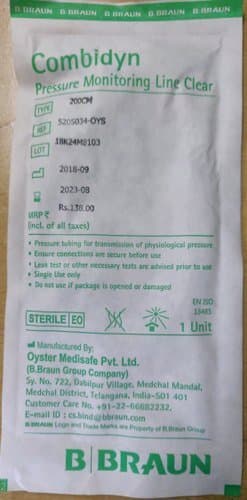 B BRAUN B BRAUN B BRAUN
Combidyn
Pressure Monitoring Line Clear
TYPE 200CM
REF 5205034-OYS
LOT 18K24M8103
2018-09
2023-08
MRP ₹ Rs.138.00
(incl. of all taxes)
• Pressure tubing for transmission of physiological pressure
• Ensure connections are secure before use
• Leak test or other necessary tests are advised prior to use
• Single Use only
• Do not use if package is opened or damaged
EN ISO
STERILE EO
1 Unit
Manufactured By:
Oyster Medisafe Pvt. Ltd.
(B.Braun Group Company)
Sy. No. 722, Dabilpur Village, Medchal Mandal,
Medchal District, Telangana, India-501 401
Customer Care No. +91-22-66682232,
E-mail ID : cs.bind@bbraun.com
B BRAUN Logo and Trade Marks are Property of B.Braun Group
B BRAUN